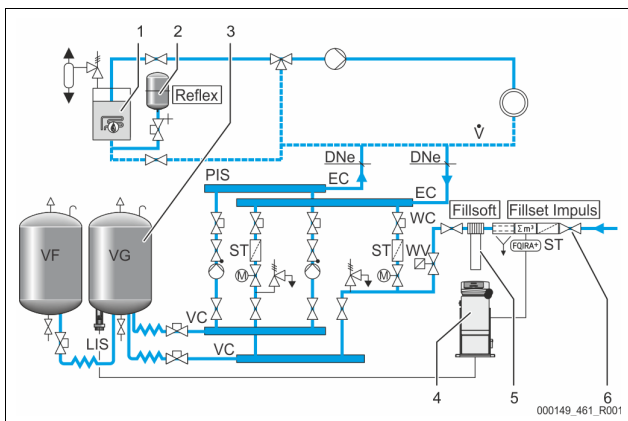 1 2 3
Reflex
V̇
DNe DNe
PIS EC EC
WC Fillsoft Fillset Impuls
Σ m³
FQIRA+ ST
VF VG ST ST WV
M M
VC
LIS VC
4 5 6
000149_461_R001